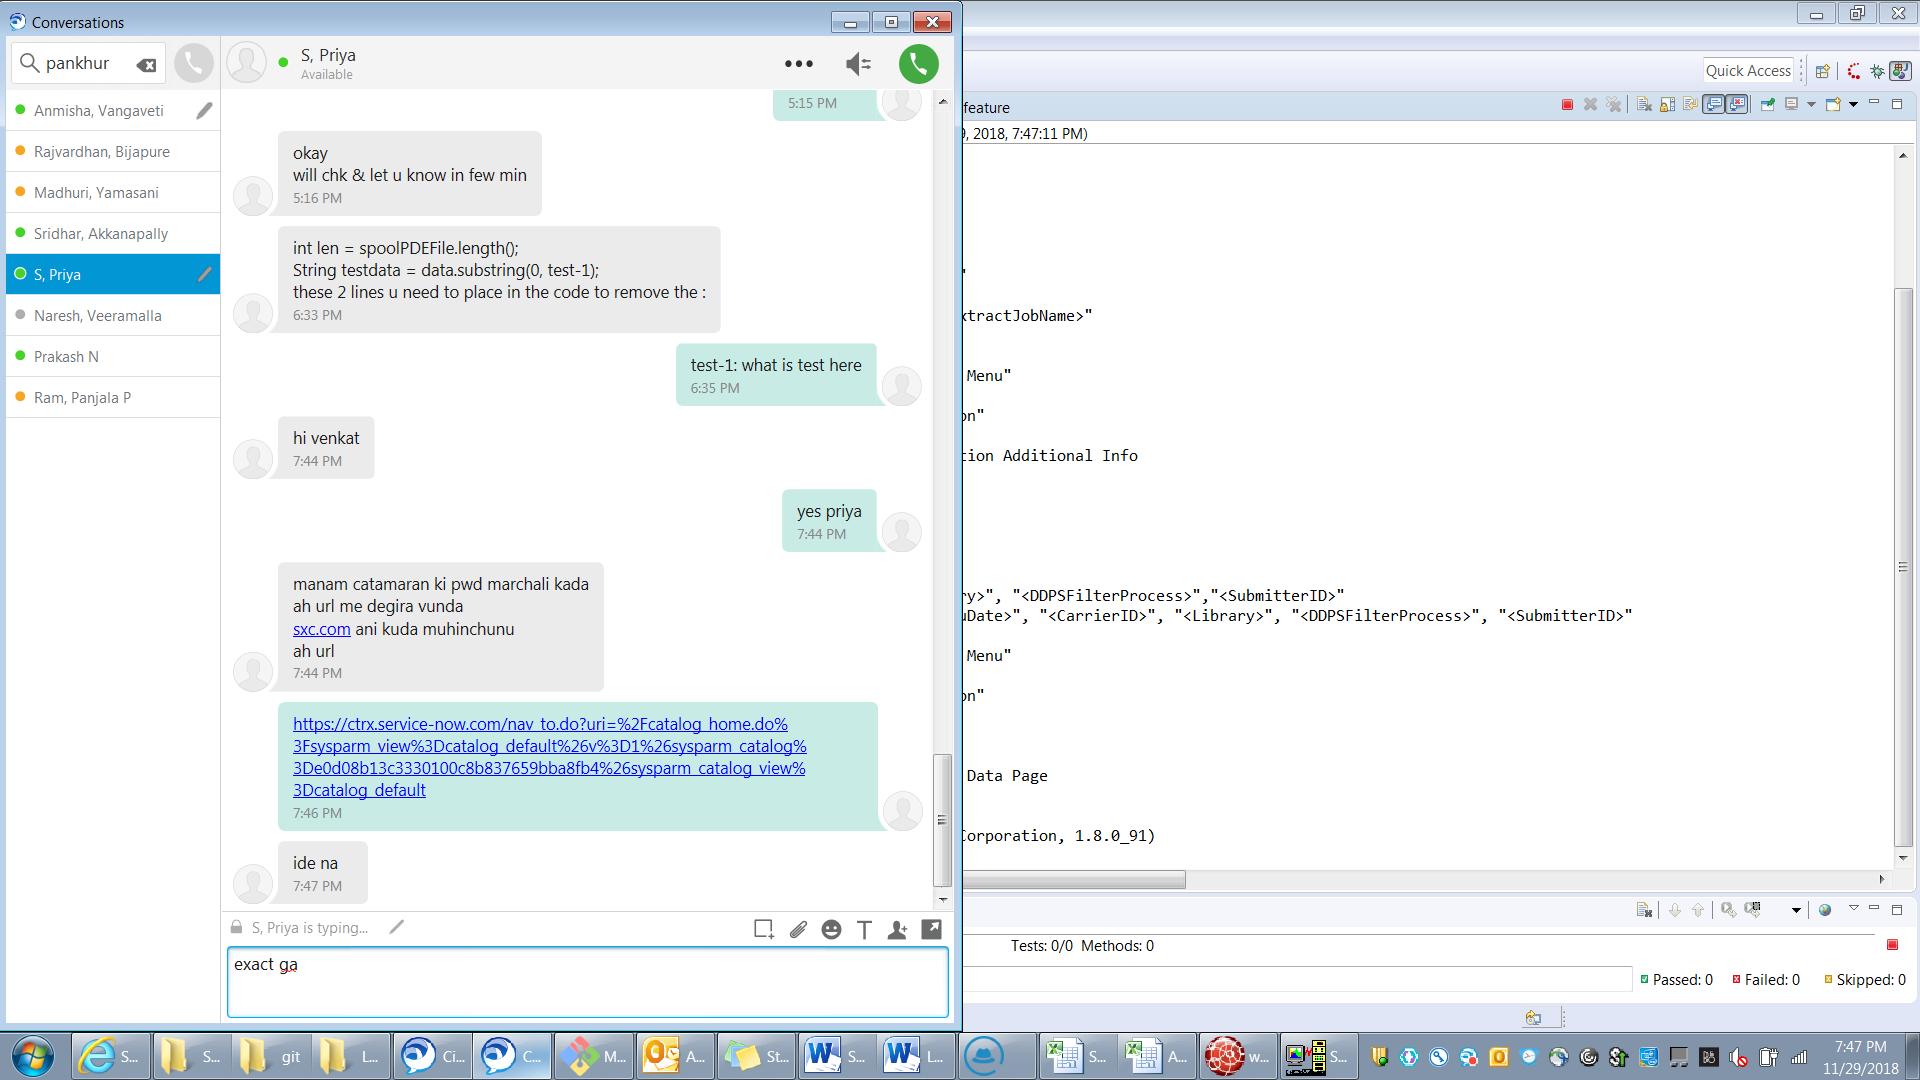 Conversations
pankhur
Anmisha, Vangaveti
Rajvardhan, Bijapure
Madhuri, Yamasani
Sridhar, Akkanapally
S, Priya
Naresh, Veeramalla
Prakash N
Ram, Panjala P
S, Priya
Available
5:15 PM
okay
will chk & let u know in few min
5:16 PM
int len = spoolPDEFile.length();
String testdata = data.substring(0, test-1);
these 2 lines u need to place in the code to remove the :
6:33 PM
test-1: what is test here
6:35 PM
hi venkat
7:44 PM
yes priya
7:44 PM
manam catamaran ki pwd marchali kada
ah url me degira vunda
sxc.com ani kuda muhinchunu
ah url
7:44 PM
https://ctrx.service-now.com/nav_to.do?uri=%2Fcatalog_home.do%
3Fsysparm_view%3Dcatalog_default%26v%3D1%26sysparm_catalog%
3De0d08b13c3330100c8b837659bba8fb4%26sysparm_catalog_view%
3Dcatalog_default
7:46 PM
ide na
7:47 PM
S, Priya is typing...
exact ga
Quick Access
feature
9, 2018, 7:47:11 PM)
"
xtractJobName>"
Menu"
on"
tion Additional Info
ry>", "<DDPSFilterProcess>","<SubmitterID>"
uDate>", "<CarrierID>", "<Library>", "<DDPSFilterProcess>", "<SubmitterID>"
Menu"
on"
Data Page
Corporation, 1.8.0_91)
Tests: 0/0 Methods: 0
Passed: 0 Failed: 0 Skipped: 0
S... S... git L... Ci... C... M... A... St... S... L... S... A... w... S...
7:47 PM
11/29/2018